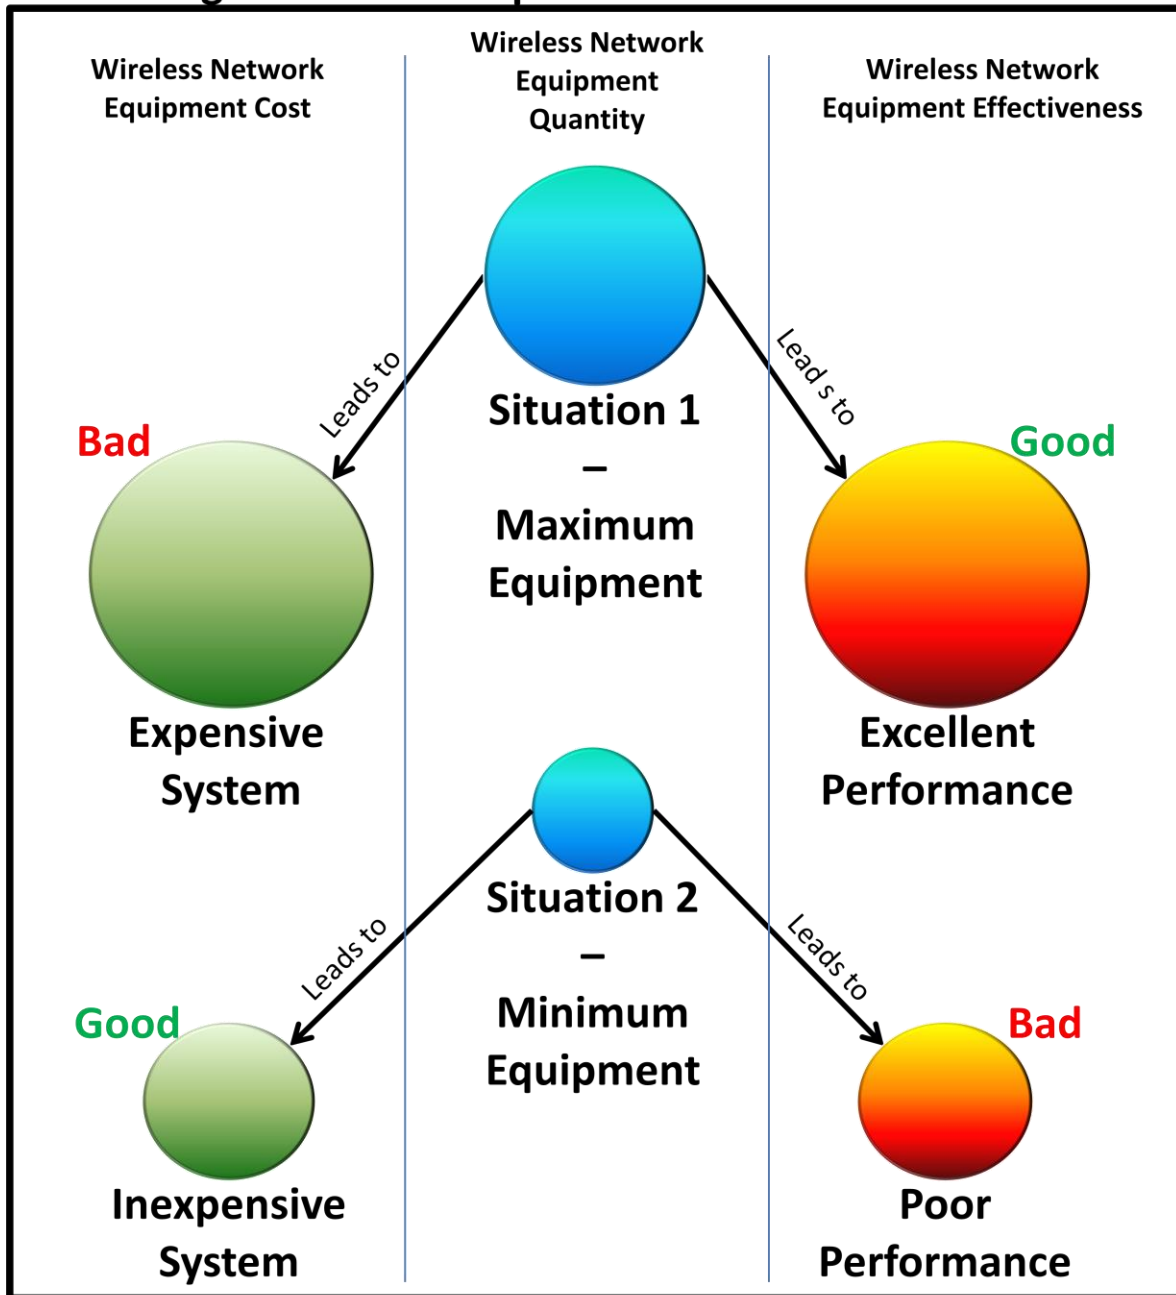 Wireless Network
Equipment Cost
Wireless Network
Equipment
Quantity
Wireless Network
Equipment Effectiveness
Leads to
Lead s to
Situation 1
–
Maximum
Equipment
Bad
Expensive
System
Good
Excellent
Performance
Situation 2
–
Minimum
Equipment
Leads to
Leads to
Good
Inexpensive
System
Bad
Poor
Performance